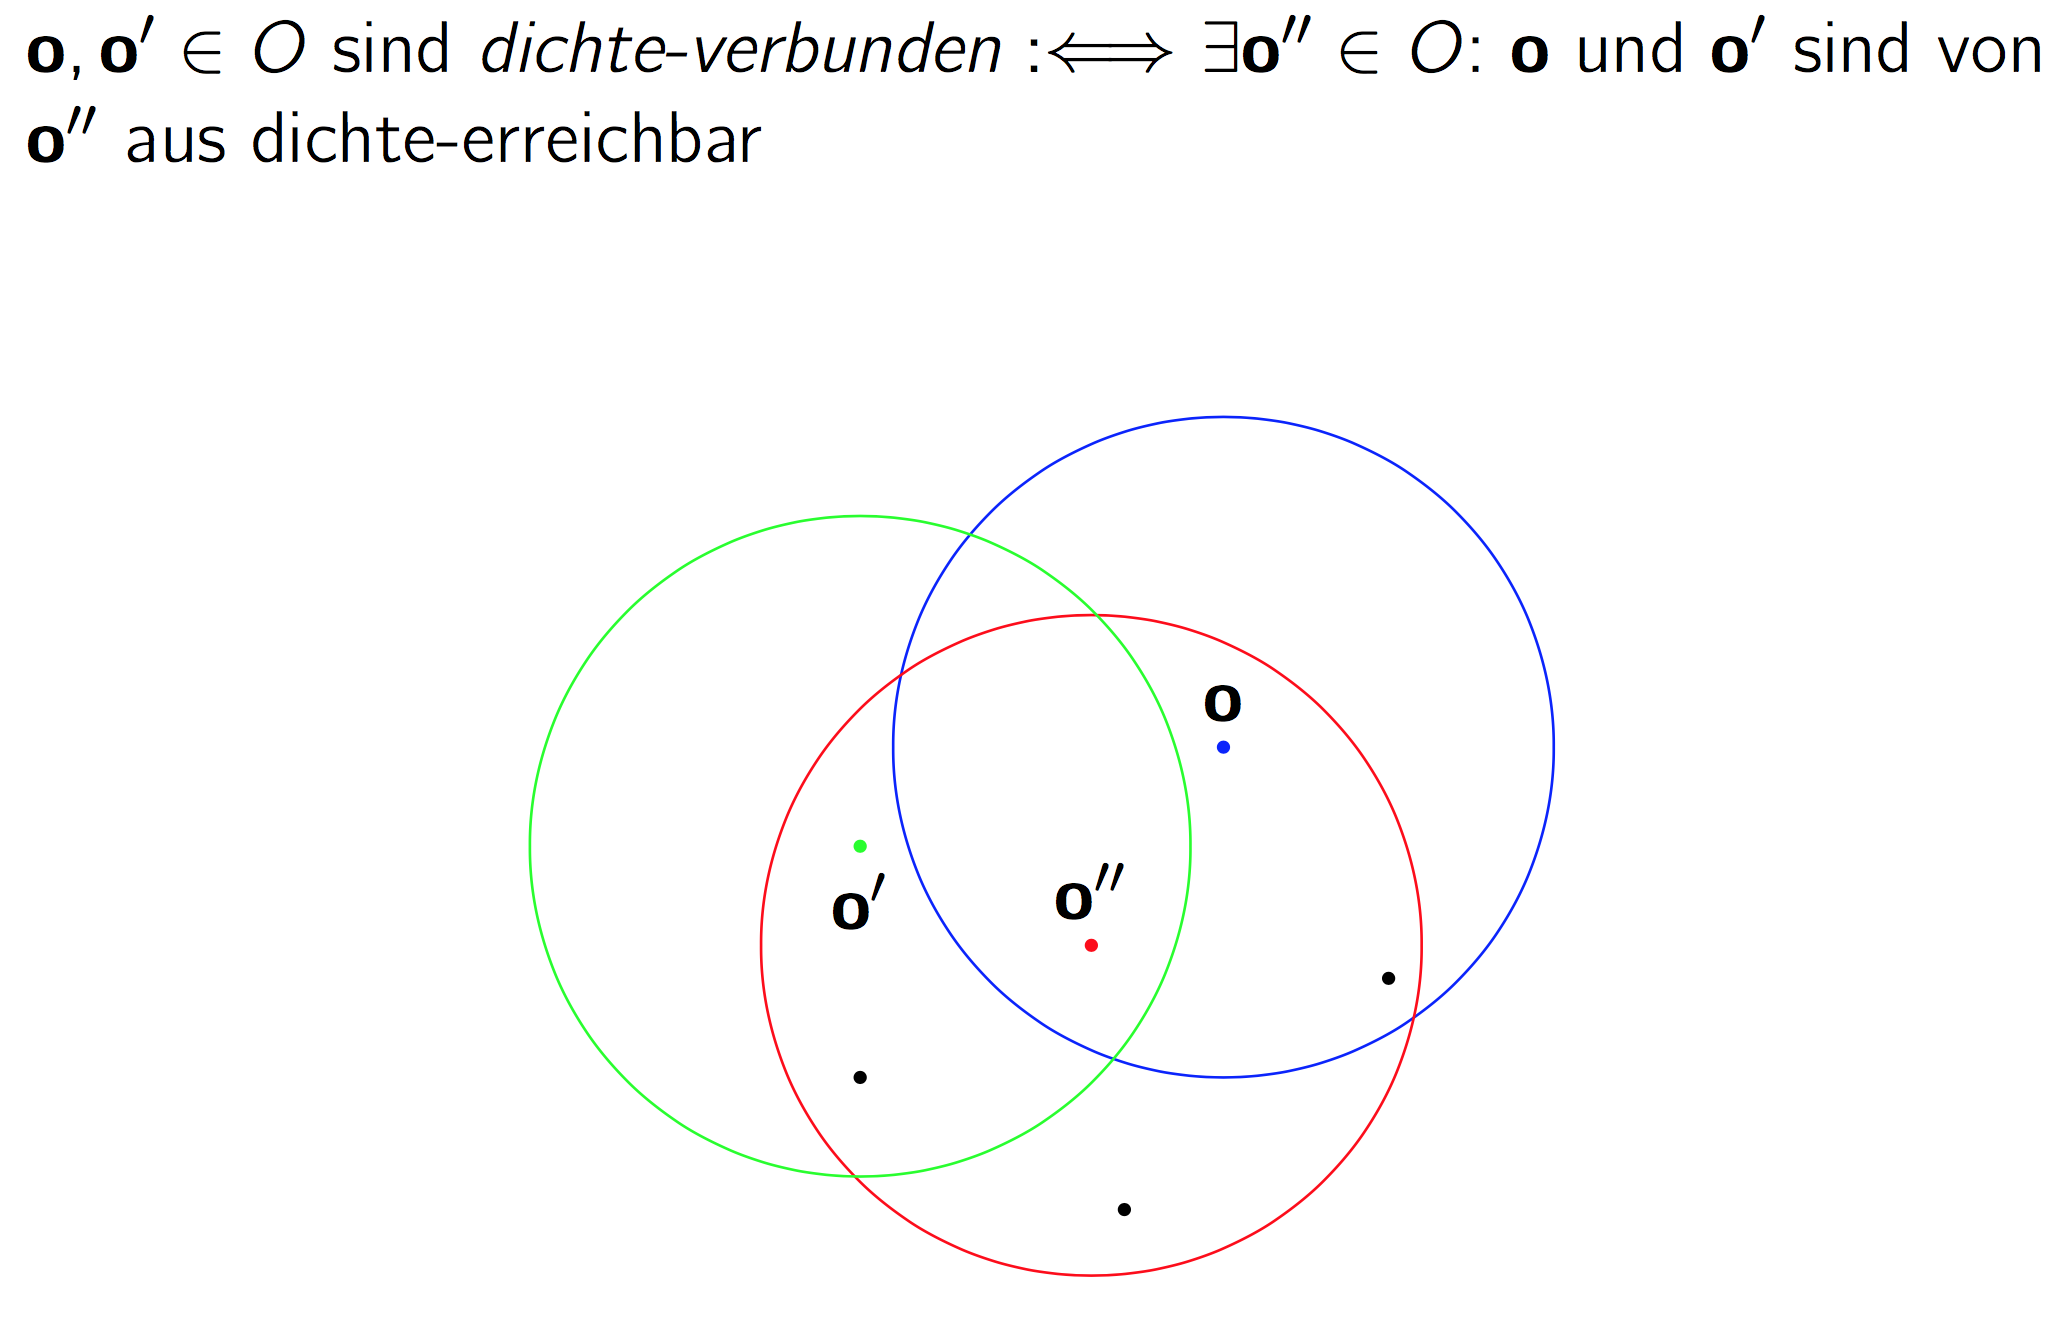 o, o′ ∈ O sind dichte-verbunden :⟺ ∃o″ ∈ O: o und o′ sind von
o″ aus dichte-erreichbar
o
o′
o″